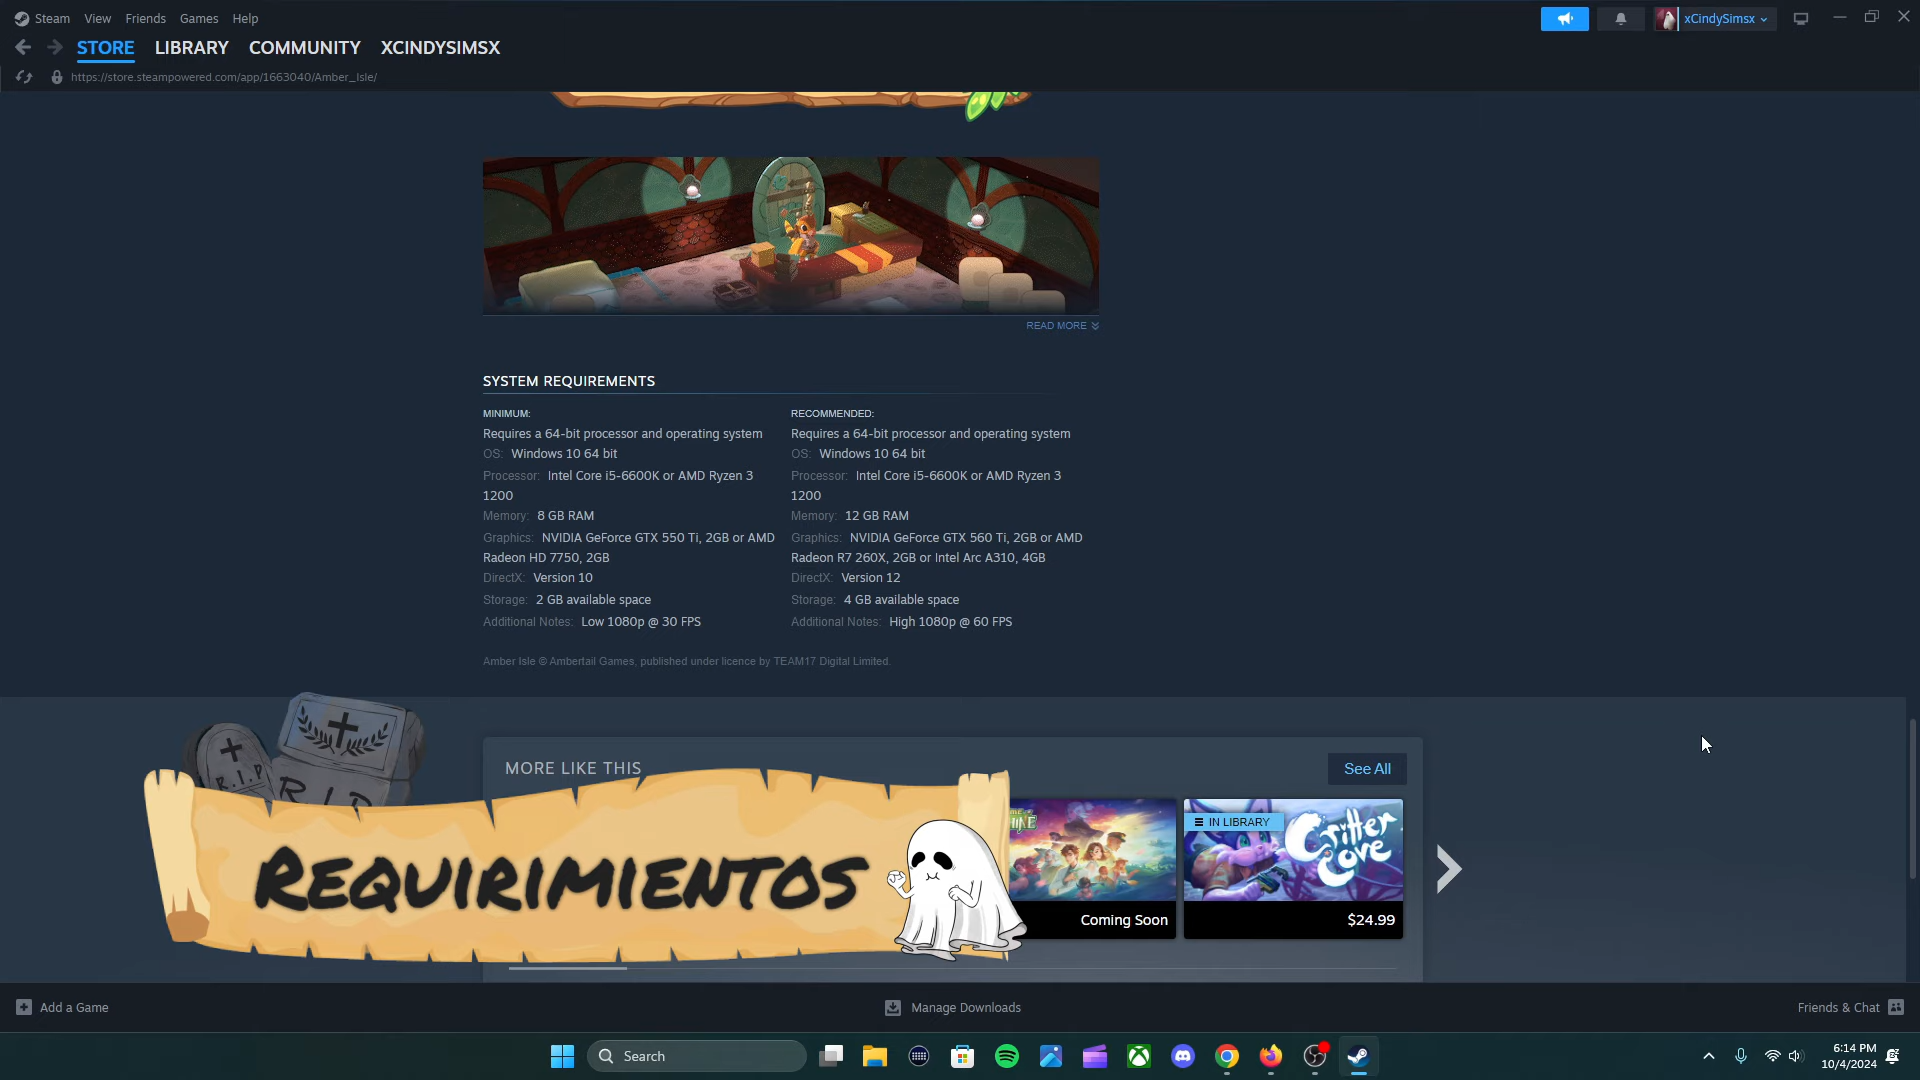 Steam View Friends Games Help
xCindySimsx
STORE LIBRARY COMMUNITY XCINDYSIMSX
https://store.steampowered.com/app/1663040/Amber_Isle/
READ MORE
SYSTEM REQUIREMENTS
MINIMUM:
Requires a 64-bit processor and operating system
OS: Windows 10 64 bit
Processor: Intel Core i5-6600K or AMD Ryzen 3
1200
Memory: 8 GB RAM
Graphics: NVIDIA GeForce GTX 550 Ti, 2GB or AMD
Radeon HD 7750, 2GB
DirectX: Version 10
Storage: 2 GB available space
Additional Notes: Low 1080p @ 30 FPS
RECOMMENDED:
Requires a 64-bit processor and operating system
OS: Windows 10 64 bit
Processor: Intel Core i5-6600K or AMD Ryzen 3
1200
Memory: 12 GB RAM
Graphics: NVIDIA GeForce GTX 560 Ti, 2GB or AMD
Radeon R7 260X, 2GB or Intel Arc A310, 4GB
DirectX: Version 12
Storage: 4 GB available space
Additional Notes: High 1080p @ 60 FPS
Amber Isle © Ambertail Games, published under licence by TEAM17 Digital Limited.
MORE LIKE THIS
See All
R.I.P
R.I.P
REQUIRIMIENTOS
Coming Soon
IN LIBRARY
Critter
Cove
$24.99
Add a Game
Manage Downloads
Friends & Chat
Search
6:14 PM
10/4/2024